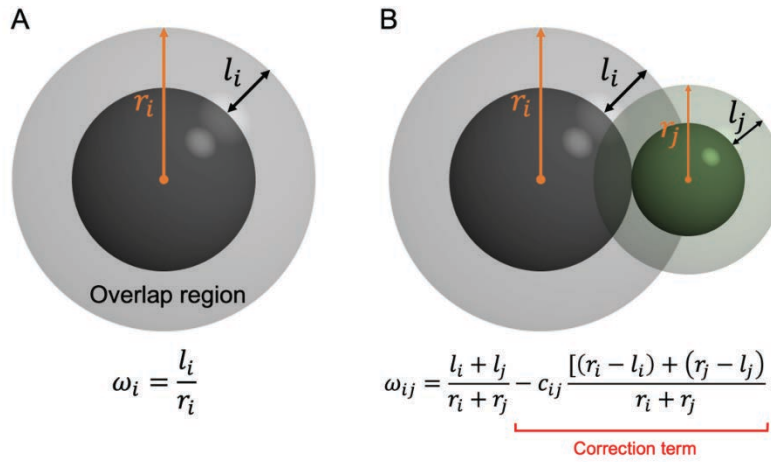 A
B
r_i
l_i
r_i
l_i
r_j
l_j
Overlap region
ω_i = l_i / r_i
ω_ij = (l_i + l_j) / (r_i + r_j) − c_ij [(r_i − l_i) + (r_j − l_j) / (r_i + r_j)
Correction term